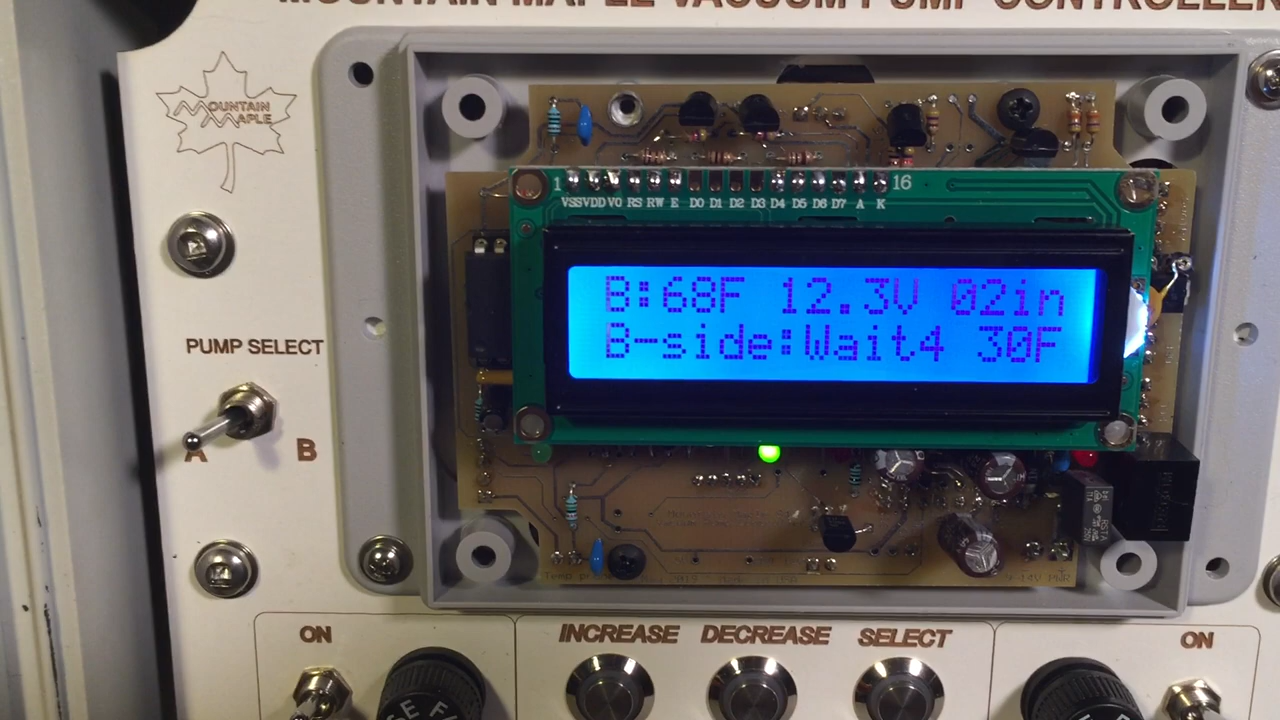 MOUNTAIN MAPLE VACUUM PUMP CONTROLLER
MOUNTAIN
MAPLE
1
16
VSS VDD VO RS RW E D0 D1 D2 D3 D4 D5 D6 D7 A K
B:68F 12.3V 02in
B-side:Wait4 30F
PUMP SELECT
A
B
ON
INCREASE
DECREASE
SELECT
ON